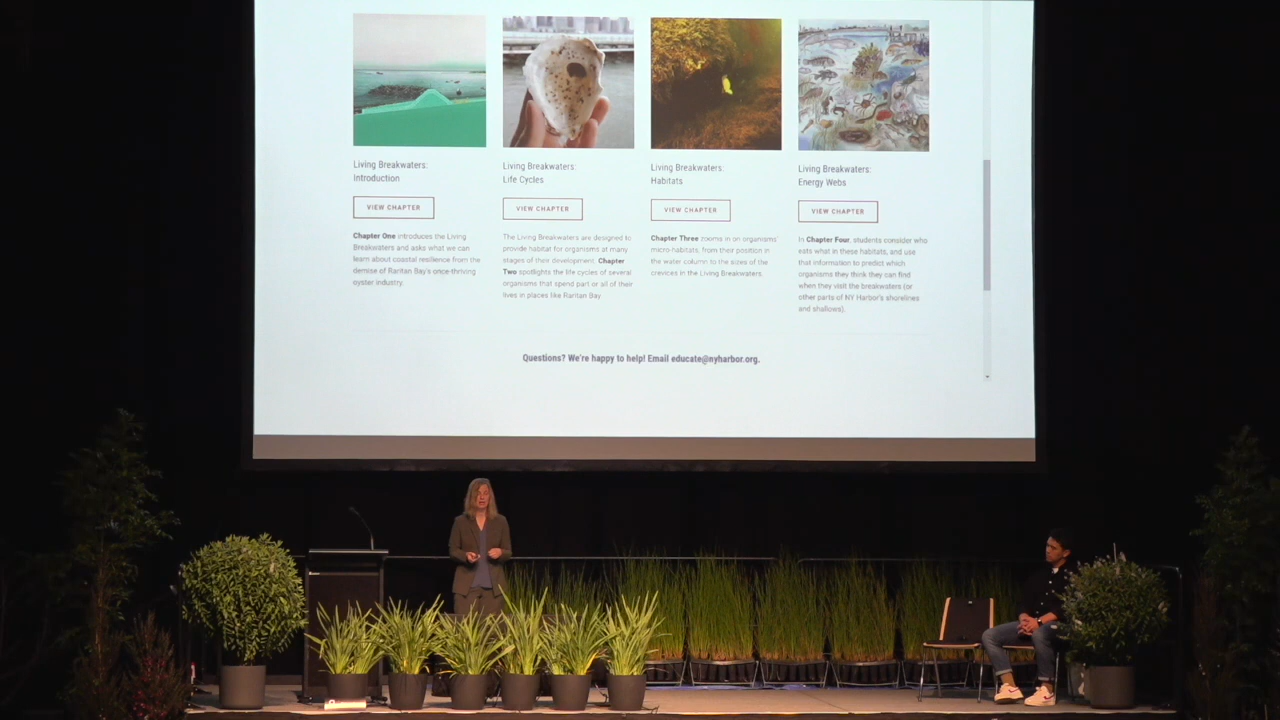 Living Breakwaters:
Introduction
VIEW CHAPTER
Chapter One introduces the Living
Breakwaters and asks what we can
learn about coastal resilience from the
demise of Raritan Bay's once-thriving
oyster industry.
Living Breakwaters:
Life Cycles
VIEW CHAPTER
The Living Breakwaters are designed to
provide habitat for organisms at many
stages of their development. Chapter
Two spotlights the life cycles of several
organisms that spend part or all of their
lives in places like Raritan Bay.
Living Breakwaters:
Habitats
VIEW CHAPTER
Chapter Three zooms in on organisms'
micro-habitats, from their position in
the water column to the sizes of the
crevices in the Living Breakwaters.
Living Breakwaters:
Energy Webs
VIEW CHAPTER
In Chapter Four, students consider who
eats what in these habitats, and use
that information to predict which
organisms they think they can find
when they visit the breakwaters (or
other parts of NY Harbor's shorelines
and shallows).
Questions? We're happy to help! Email educate@nyharbor.org.